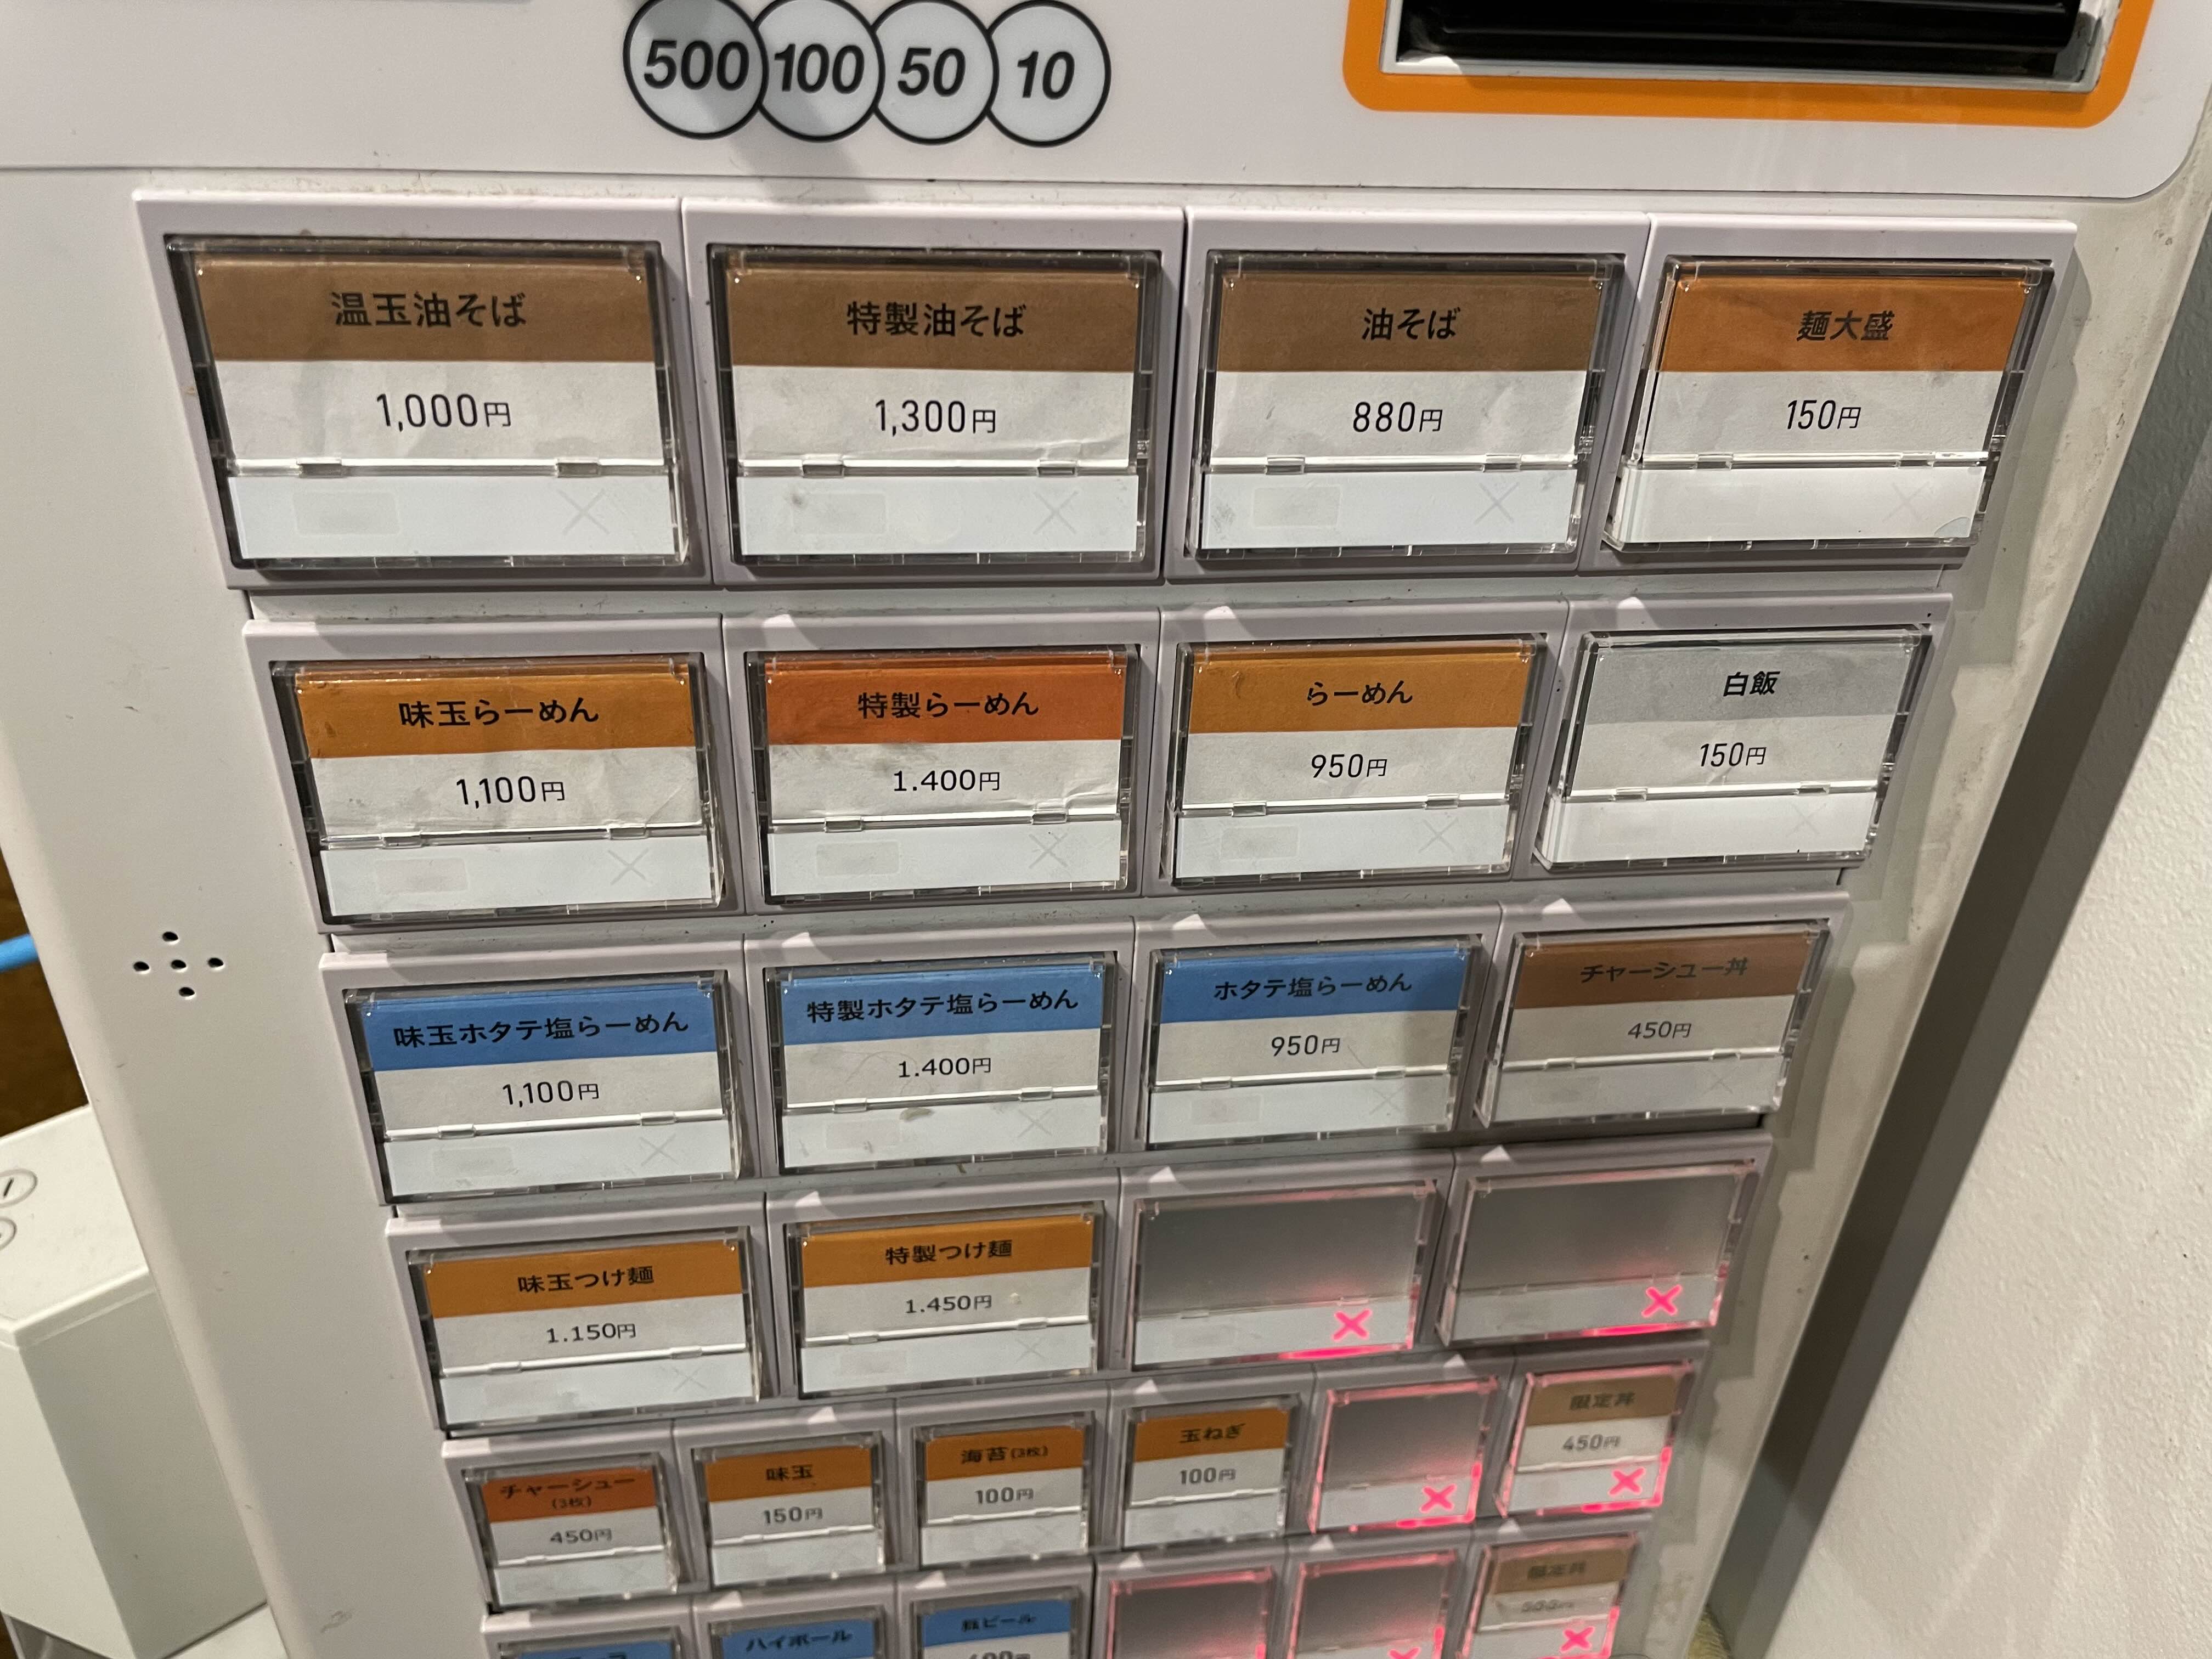 500 100 50 10
温玉油そば
1,000円
特製油そば
1,300円
油そば
880円
麺大盛
150円
味玉らーめん
1,100円
特製らーめん
1.400円
らーめん
950円
白飯
150円
味玉ホタテ塩らーめん
1,100円
特製ホタテ塩らーめん
1.400円
ホタテ塩らーめん
950円
チャーシュー丼
450円
味玉つけ麺
1.150円
特製つけ麺
1.450円
チャーシュー
(3枚)
450円
味玉
150円
海苔(3枚)
100円
玉ねぎ
100円
限定丼
450円
ハイボール
瓶ビール
限定丼